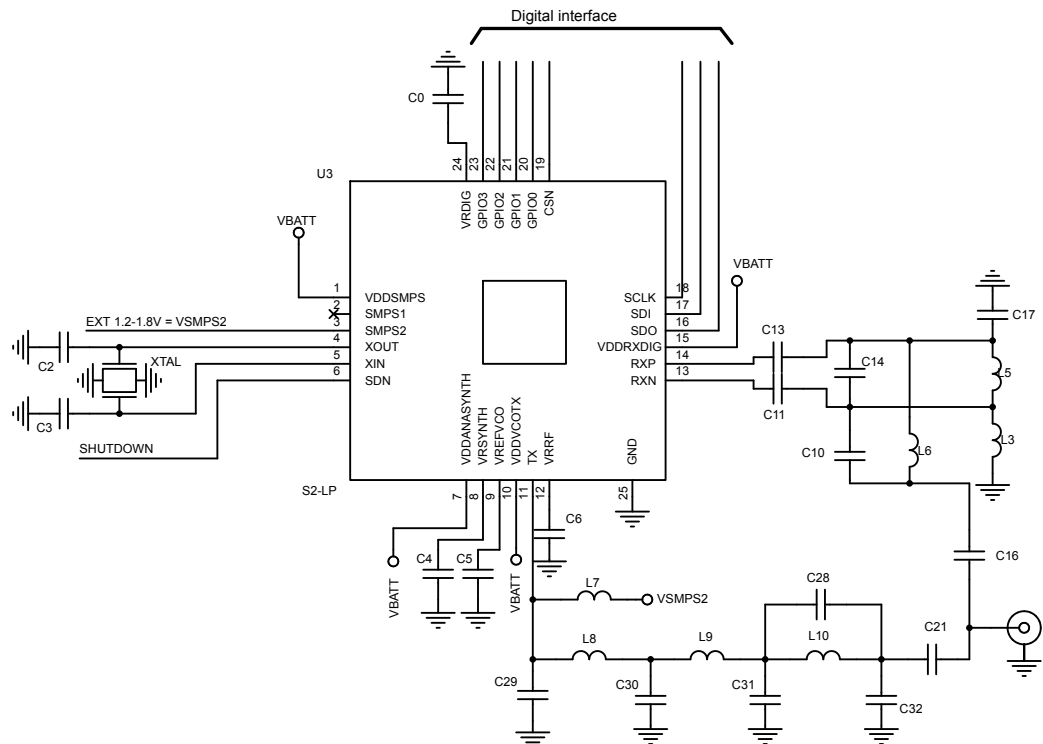 Digital interface
C0
24
23
22
21
20
19
U3
VRDIG
GPIO3
GPIO2
GPIO1
GPIO0
CSN
VBATT
VBATT
1
2
3
4
5
6
VDDSMPS
SMPS1
SMPS2
XOUT
XIN
SDN
SCLK
SDI
SDO
VDDRXDIG
RXP
RXN
18
17
16
15
14
13
EXT 1.2-1.8V = VSMPS2
C2
XTAL
C3
SHUTDOWN
C13
C11
C14
C10
C17
L5
L6
L3
VDDANASYNTH
VRSYNTH
VREFVCO
VDDVCOTX
TX
VRRF
GND
S2-LP
7
8
9
10
11
12
25
C6
C4
C5
VBATT
VBATT
C16
L7
VSMPS2
C28
L8
L9
L10
C21
C29
C30
C31
C32